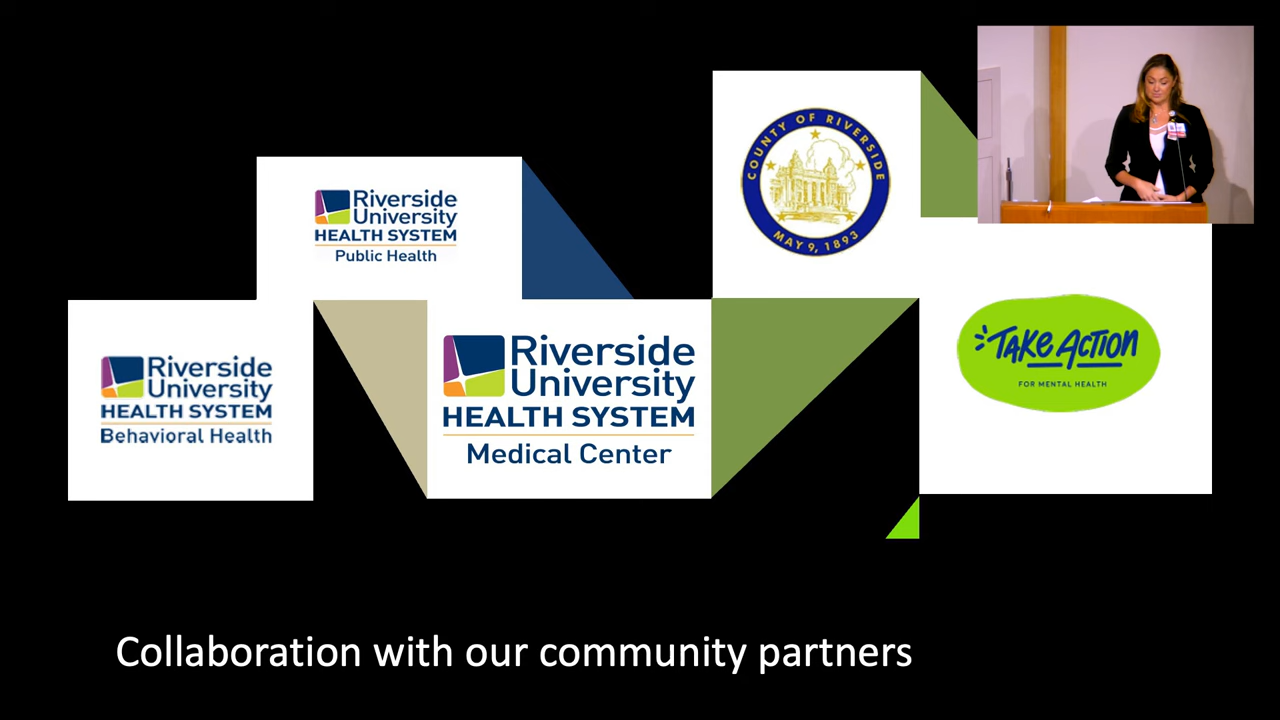 Riverside
University
HEALTH SYSTEM
Public Health
COUNTY OF RIVERSIDE
MAY 9, 1893
Riverside
University
HEALTH SYSTEM
Behavioral Health
Riverside
University
HEALTH SYSTEM
Medical Center
TAKE ACTION
FOR MENTAL HEALTH
Collaboration with our community partners